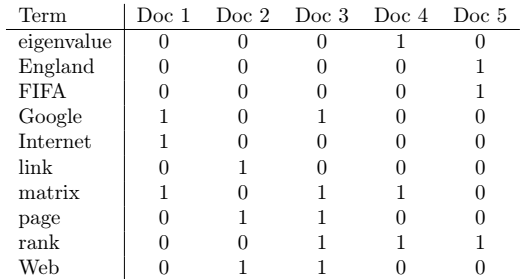 Term Doc 1 Doc 2 Doc 3 Doc 4 Doc 5
eigenvalue 0 0 0 1 0
England 0 0 0 0 1
FIFA 0 0 0 0 1
Google 1 0 1 0 0
Internet 1 0 0 0 0
link 0 1 0 0 0
matrix 1 0 1 1 0
page 0 1 1 0 0
rank 0 0 1 1 1
Web 0 1 1 0 0